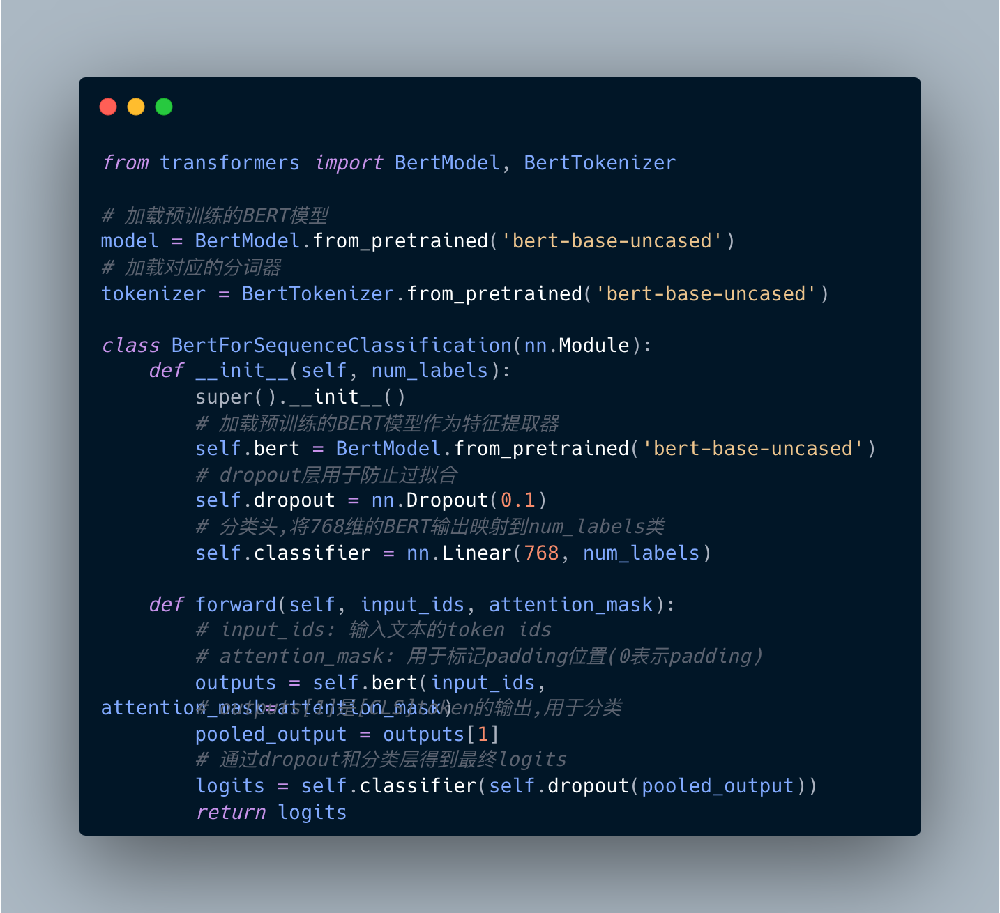 from transformers import BertModel, BertTokenizer
# 加载预训练的BERT模型
model = BertModel.from_pretrained('bert-base-uncased')
# 加载对应的分词器
tokenizer = BertTokenizer.from_pretrained('bert-base-uncased')
class BertForSequenceClassification(nn.Module):
    def __init__(self, num_labels):
        super().__init__()
        # 加载预训练的BERT模型作为特征提取器
        self.bert = BertModel.from_pretrained('bert-base-uncased')
        # dropout层用于防止过拟合
        self.dropout = nn.Dropout(0.1)
        # 分类头,将768维的BERT输出映射到num_labels类
        self.classifier = nn.Linear(768, num_labels)
    def forward(self, input_ids, attention_mask):
        # input_ids: 输入文本的token ids
        # attention_mask: 用于标记padding位置(0表示padding)
        outputs = self.bert(input_ids,
attention_mask=attention_mask)
        # outputs[1]是[CLS]token的输出,用于分类
        pooled_output = outputs[1]
        # 通过dropout和分类层得到最终logits
        logits = self.classifier(self.dropout(pooled_output))
        return logits